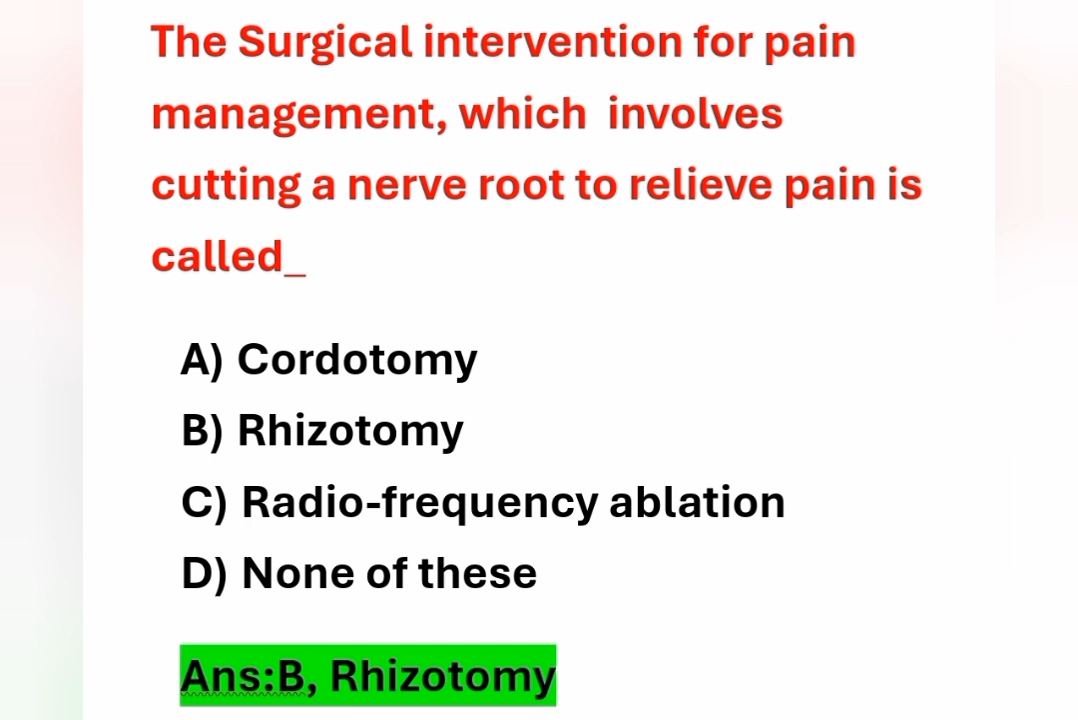 The Surgical intervention for pain
management, which  involves
cutting a nerve root to relieve pain is
called_
A) Cordotomy
B) Rhizotomy
C) Radio-frequency ablation
D) None of these
Ans:B, Rhizotomy